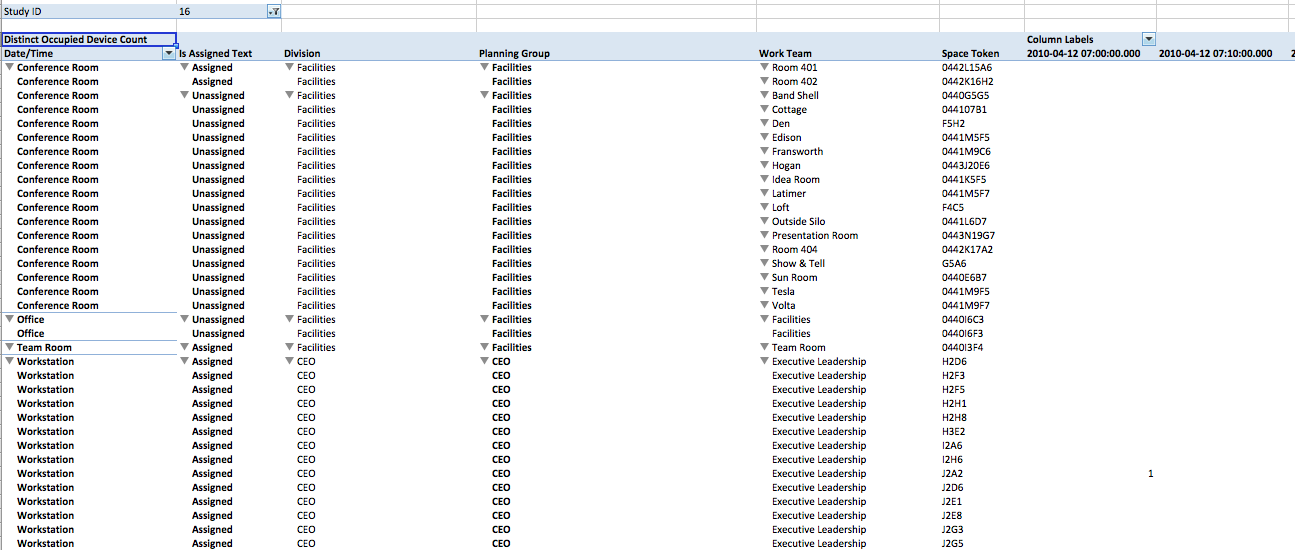 Study ID 16
Distinct Occupied Device Count Column Labels
Date/Time Is Assigned Text Division Planning Group Work Team Space Token 2010-04-12 07:00:00.000 2010-04-12 07:10:00.000 2
Conference Room Assigned Facilities Facilities Room 401 0442L15A6
Conference Room Assigned Facilities Facilities Room 402 0442K16H2
Conference Room Unassigned Facilities Facilities Band Shell 0440G5G5
Conference Room Unassigned Facilities Facilities Cottage 044107B1
Conference Room Unassigned Facilities Facilities Den F5H2
Conference Room Unassigned Facilities Facilities Edison 0441M5F5
Conference Room Unassigned Facilities Facilities Fransworth 0441M9C6
Conference Room Unassigned Facilities Facilities Hogan 0443J20E6
Conference Room Unassigned Facilities Facilities Idea Room 0441K5F5
Conference Room Unassigned Facilities Facilities Latimer 0441M5F7
Conference Room Unassigned Facilities Facilities Loft F4C5
Conference Room Unassigned Facilities Facilities Outside Silo 0441L6D7
Conference Room Unassigned Facilities Facilities Presentation Room 0443N19G7
Conference Room Unassigned Facilities Facilities Room 404 0442K17A2
Conference Room Unassigned Facilities Facilities Show & Tell G5A6
Conference Room Unassigned Facilities Facilities Sun Room 0440E6B7
Conference Room Unassigned Facilities Facilities Tesla 0441M9F5
Conference Room Unassigned Facilities Facilities Volta 0441M9F7
Office Unassigned Facilities Facilities Facilities 0440I6C3
Office Unassigned Facilities Facilities Facilities 0440I6F3
Team Room Assigned Facilities Facilities Team Room 0440I3F4
Workstation Assigned CEO CEO Executive Leadership H2D6
Workstation Assigned CEO CEO Executive Leadership H2F3
Workstation Assigned CEO CEO Executive Leadership H2F5
Workstation Assigned CEO CEO Executive Leadership H2H1
Workstation Assigned CEO CEO Executive Leadership H2H8
Workstation Assigned CEO CEO Executive Leadership H3E2
Workstation Assigned CEO CEO Executive Leadership I2A6
Workstation Assigned CEO CEO Executive Leadership I2H6
Workstation Assigned CEO CEO Executive Leadership J2A2 1
Workstation Assigned CEO CEO Executive Leadership J2D6
Workstation Assigned CEO CEO Executive Leadership J2E1
Workstation Assigned CEO CEO Executive Leadership J2E8
Workstation Assigned CEO CEO Executive Leadership J2G3
Workstation Assigned CEO CEO Executive Leadership J2G5